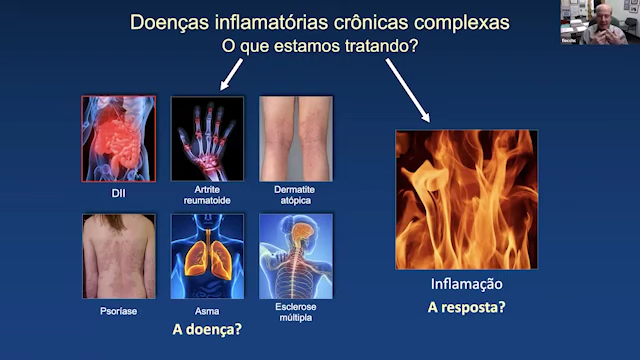 Doenças inflamatórias crônicas complexas
O que estamos tratando?
DII
Artrite
reumatoide
Dermatite
atópica
Psoríase
Asma
Esclerose
múltipla
A doença?
Inflamação
A resposta?